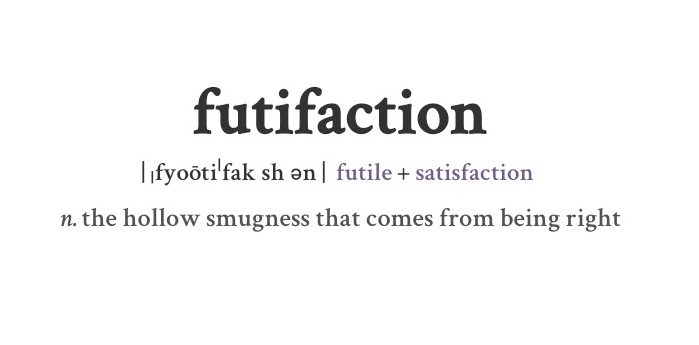 futifaction
|ˌfyo͞otiˈfak sh ən| futile + satisfaction
n. the hollow smugness that comes from being right